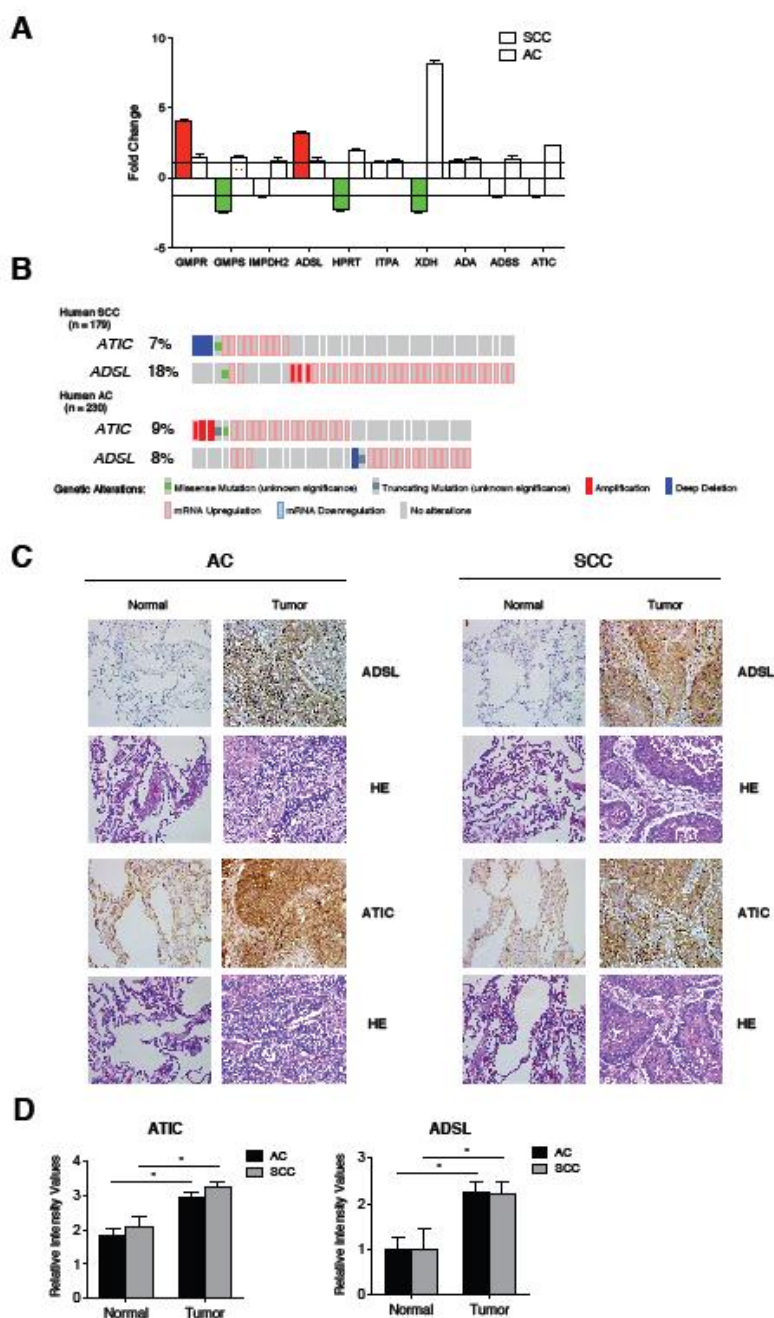 A
10
5
0
-5
Fold Change
SCC
AC
GMPR GMPS IMPDH2 ADSL HPRT ITPA XDH ADA ADSS ATIC
B
Human SCC
(n = 179)
ATIC 7%
ADSL 18%
Human AC
(n = 230)
ATIC 9%
ADSL 8%
Genetic Alterations: Missense Mutation (unknown significance) Truncating Mutation (unknown significance) Amplification Deep Deletion
mRNA Upregulation mRNA Downregulation No alterations
C
AC SCC
Normal Tumor Normal Tumor
ADSL ADSL
HE HE
ATIC ATIC
HE HE
D
ATIC
Relative Intensity Values
4
3
2
1
0
* *
AC
SCC
Normal Tumor
ADSL
Relative Intensity Values
3
2
1
0
* *
AC
SCC
Normal Tumor